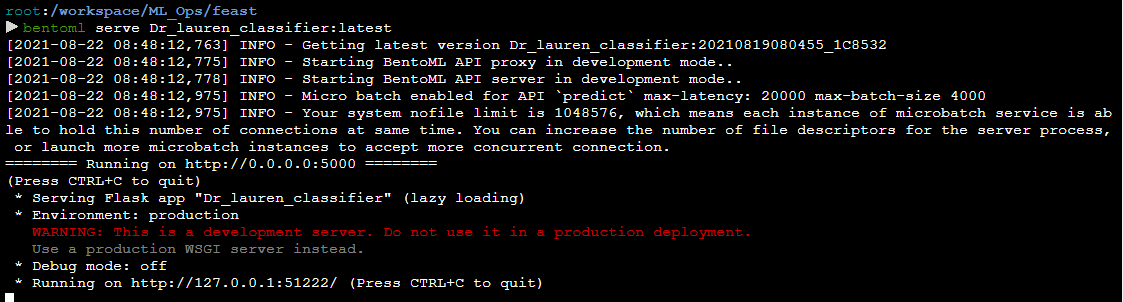 root:/workspace/ML_Ops/feast
bentoml serve Dr_lauren_classifier:latest
[2021-08-22 08:48:12,763] INFO - Getting latest version Dr_lauren_classifier:20210819080455_1C8532
[2021-08-22 08:48:12,775] INFO - Starting BentoML API proxy in development mode..
[2021-08-22 08:48:12,778] INFO - Starting BentoML API server in development mode..
[2021-08-22 08:48:12,975] INFO - Micro batch enabled for API `predict` max-latency: 20000 max-batch-size 4000
[2021-08-22 08:48:12,975] INFO - Your system nofile limit is 1048576, which means each instance of microbatch service is ab
le to hold this number of connections at same time. You can increase the number of file descriptors for the server process,
 or launch more microbatch instances to accept more concurrent connection.
======== Running on http://0.0.0.0:5000 ========
(Press CTRL+C to quit)
 * Serving Flask app "Dr_lauren_classifier" (lazy loading)
 * Environment: production
   WARNING: This is a development server. Do not use it in a production deployment.
   Use a production WSGI server instead.
 * Debug mode: off
 * Running on http://127.0.0.1:51222/ (Press CTRL+C to quit)